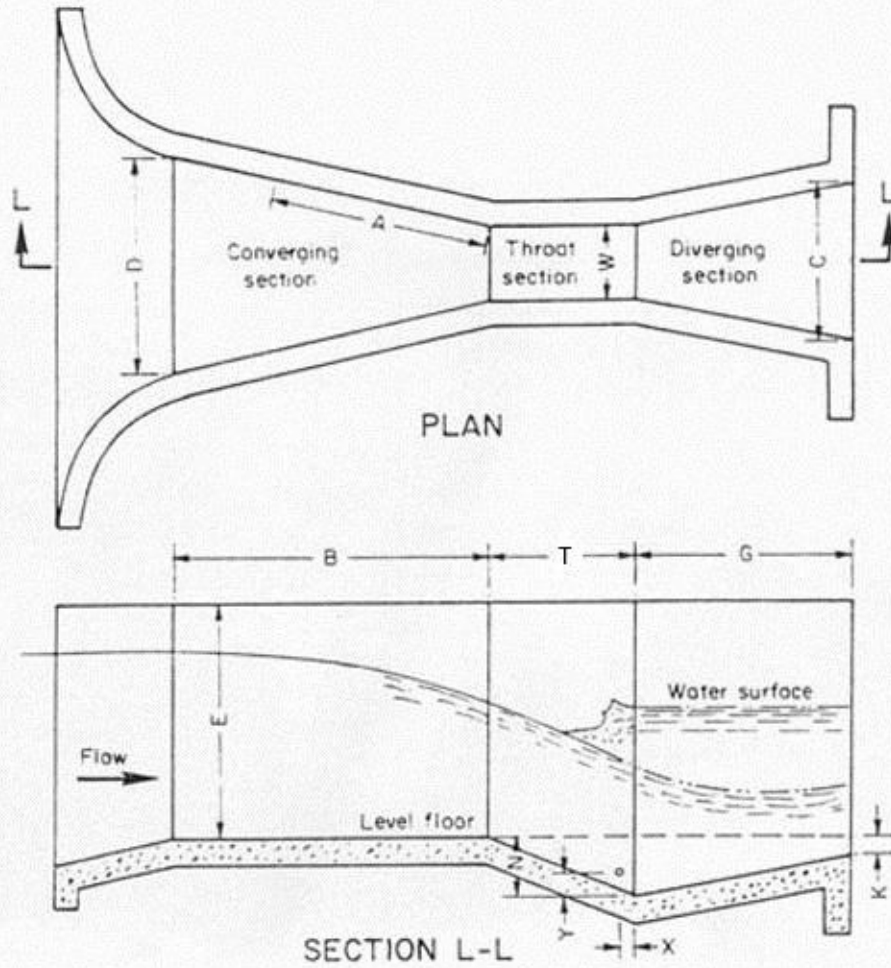 L
L
D
A
Converging
section
Throat
section
W
Diverging
section
C
PLAN
B
T
G
E
Water surface
Flow
Level floor
N
Y
X
K
SECTION L-L